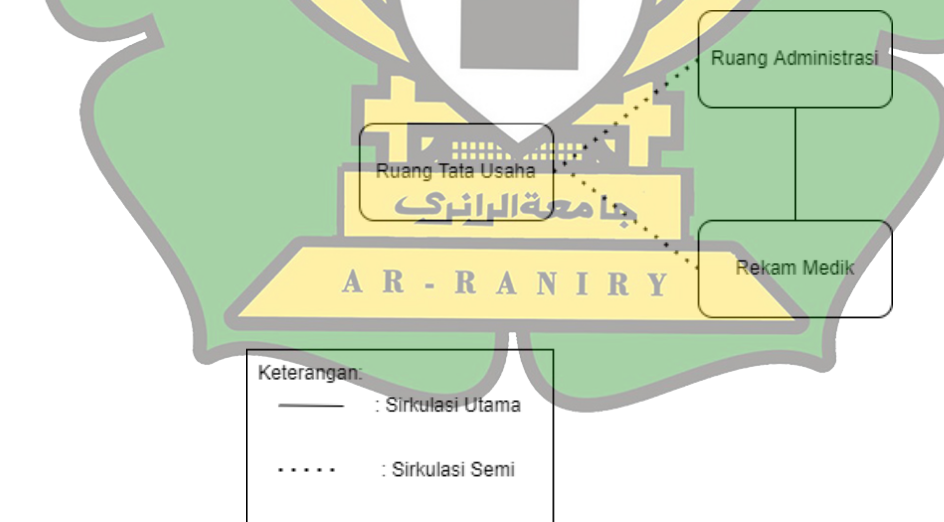 Ruang Administrasi
Ruang Tata Usaha
جامعةالرانري
Rekam Medik
AR-RANIRY
Keterangan:
: Sirkulasi Utama
: Sirkulasi Semi